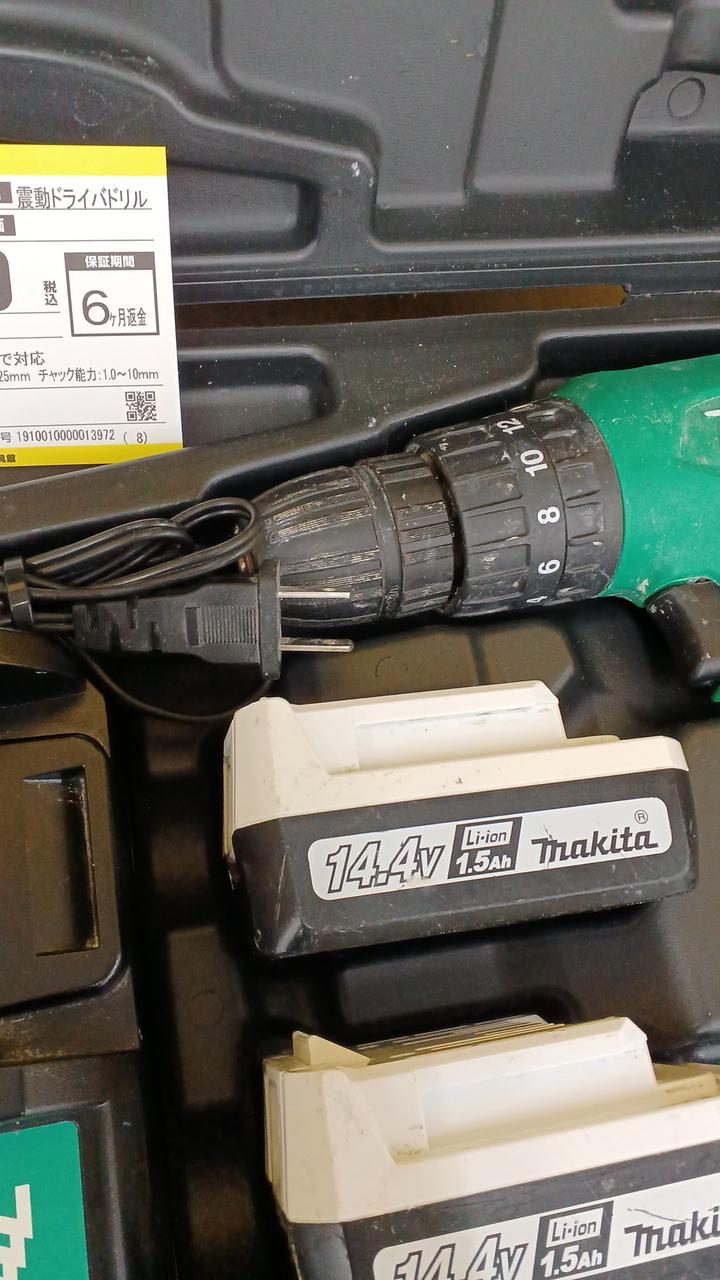 震動ドライバドリル
税込
保証期間
6ヶ月返金
で対応
25mm チャック能力:1.0～10mm
号 1910010000013972 (8)
12
10
8
6
14.4V Li-ion 1.5Ah makita®
14.4V Li-ion 1.5Ah maki